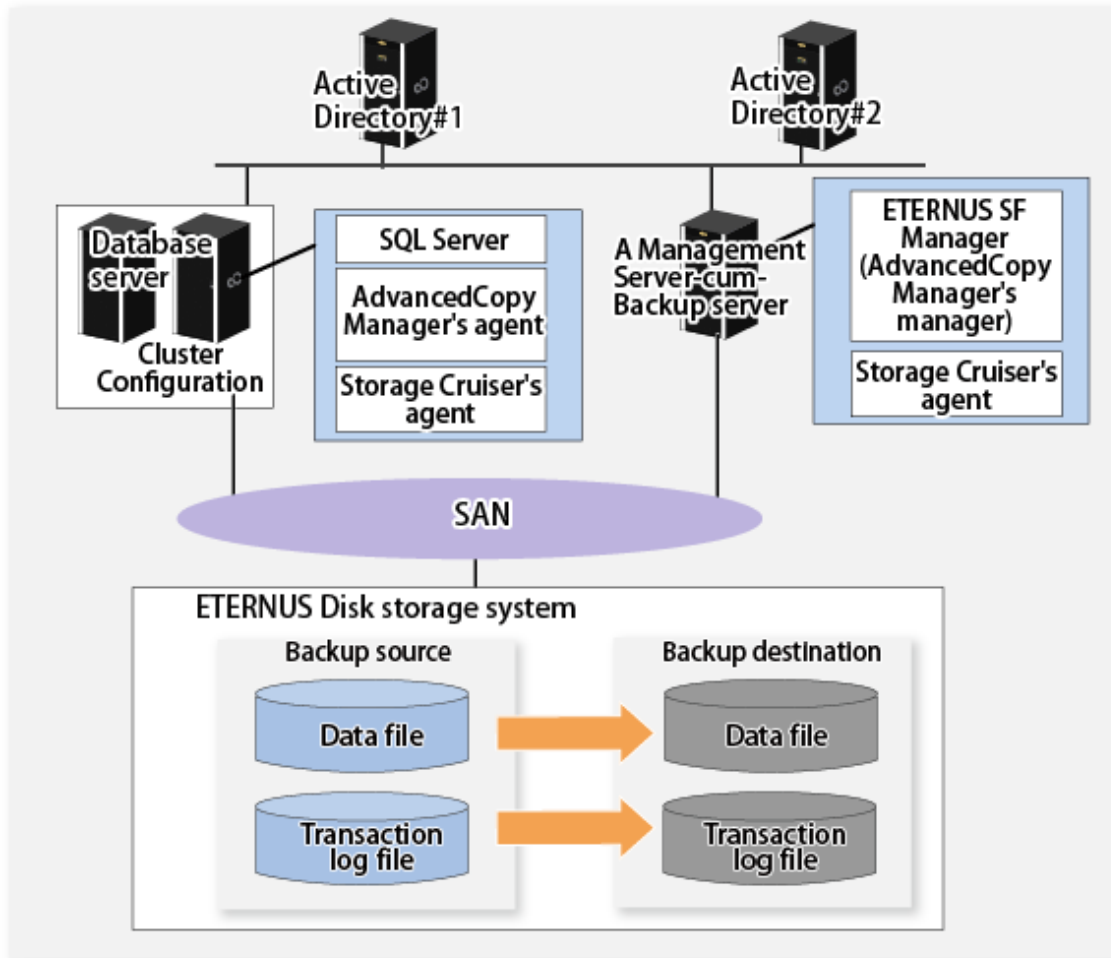 Active
Directory#1
Active
Directory#2
Database
server
Cluster
Configuration
SQL Server
AdvancedCopy
Manager's agent
Storage Cruiser's
agent
A Management
Server-cum-
Backup server
ETERNUS SF
Manager
(AdvancedCopy
Manager's
manager)
Storage Cruiser's
agent
SAN
ETERNUS Disk storage system
Backup source
Backup destination
Data file
Data file
Transaction
log file
Transaction
log file